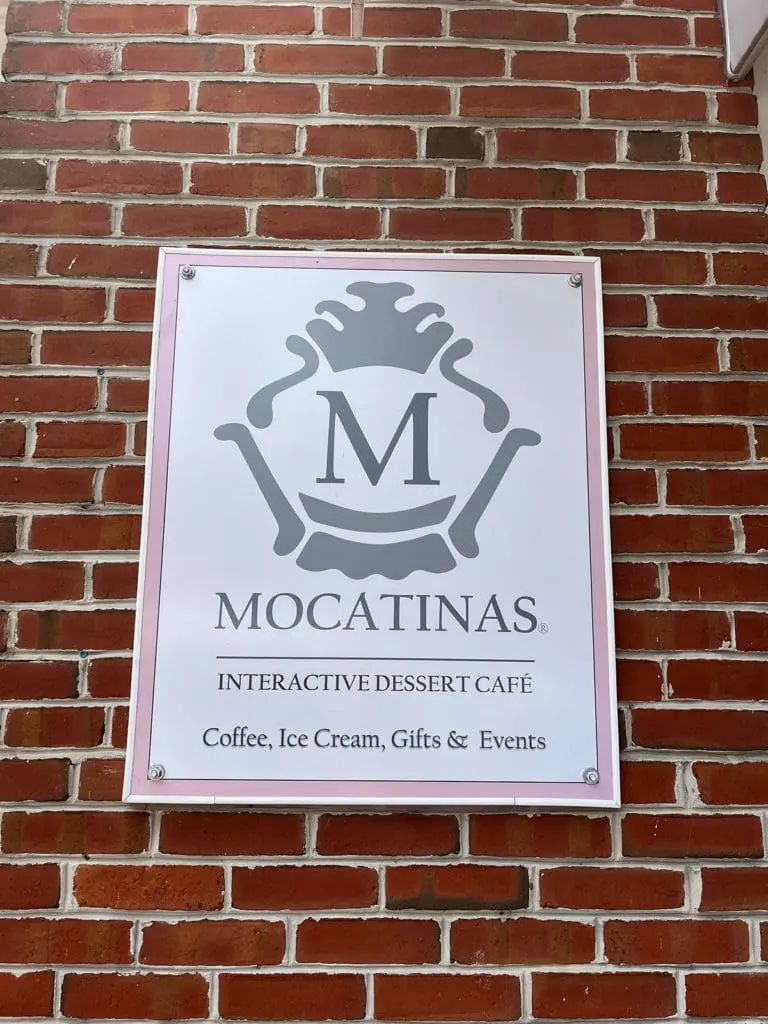 M
MOCATINAS®
INTERACTIVE DESSERT CAFÉ
Coffee, Ice Cream, Gifts & Events